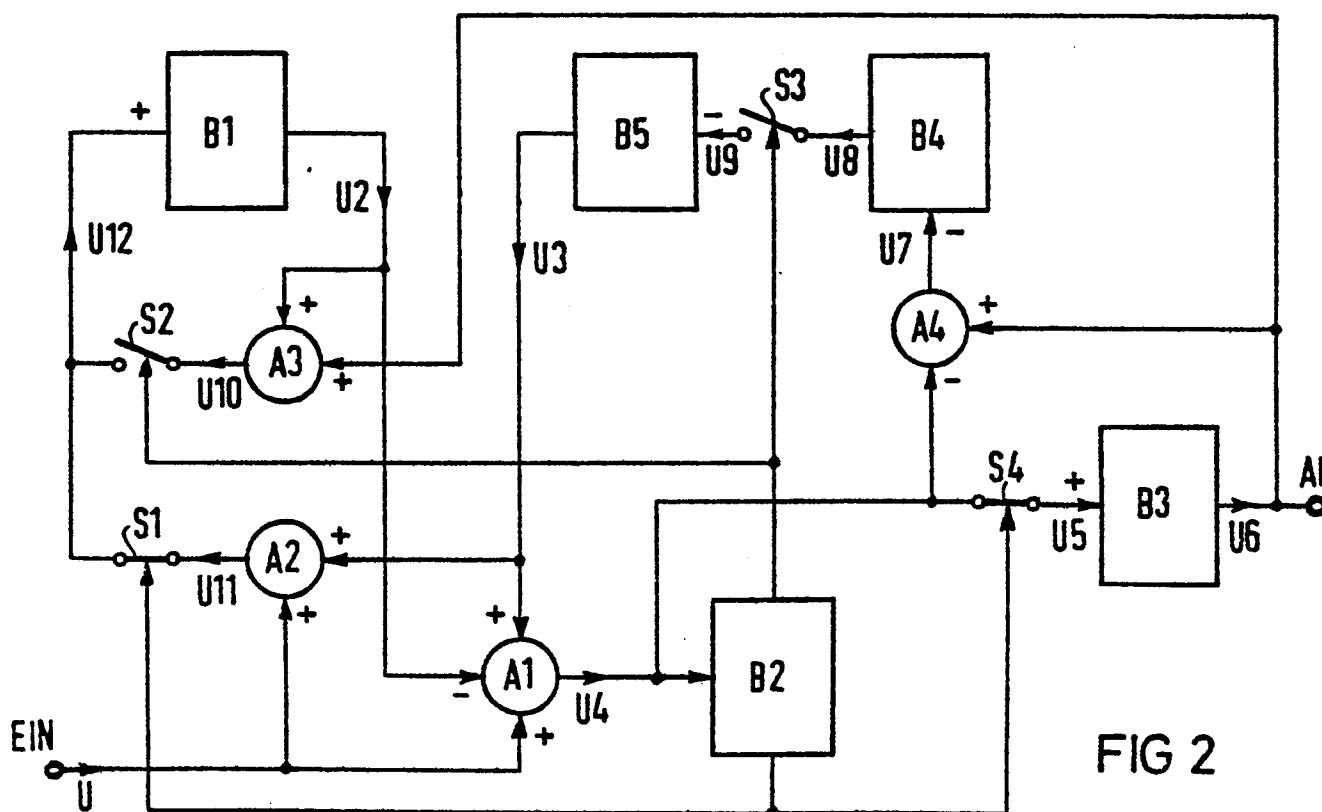 S3
B1
B5
B4
+
-
U9
U8
U2
U12
U3
U7
-
S2
+
+
A3
A4
U10
+
-
S4
+
AU
B3
S1
U5
U6
A2
+
U11
+
+
A1
B2
-
U4
EIN
+
U
FIG 2